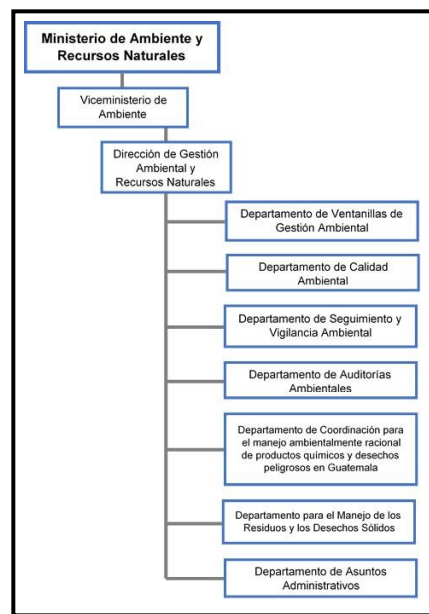 Ministerio de Ambiente y
Recursos Naturales
Viceministerio de
Ambiente
Dirección de Gestión
Ambiental y
Recursos Naturales
Departamento de Ventanillas de
Gestión Ambiental
Departamento de Calidad
Ambiental
Departamento de Seguimiento y
Vigilancia Ambiental
Departamento de Auditorías
Ambientales
Departamento de Coordinación para
el manejo ambientalmente racional
de productos químicos y desechos
peligrosos en Guatemala
Departamento para el Manejo de los
Residuos y los Desechos Sólidos
Departamento de Asuntos
Administrativos